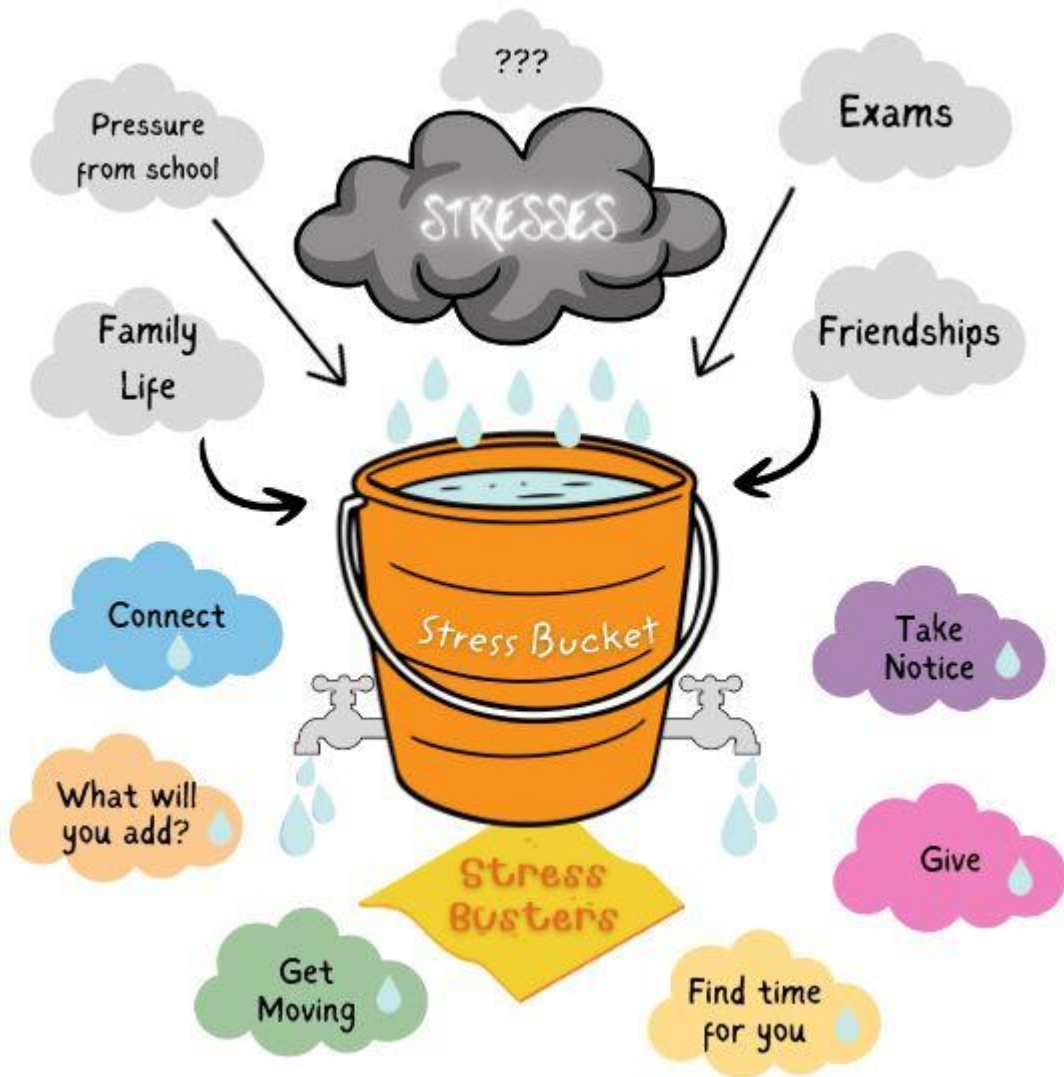 ???
Pressure
from school
Exams
STRESSES
Family
Life
Friendships
Stress Bucket
Connect
Take
Notice
What will
you add?
Give
Stress
Busters
Get
Moving
Find time
for you